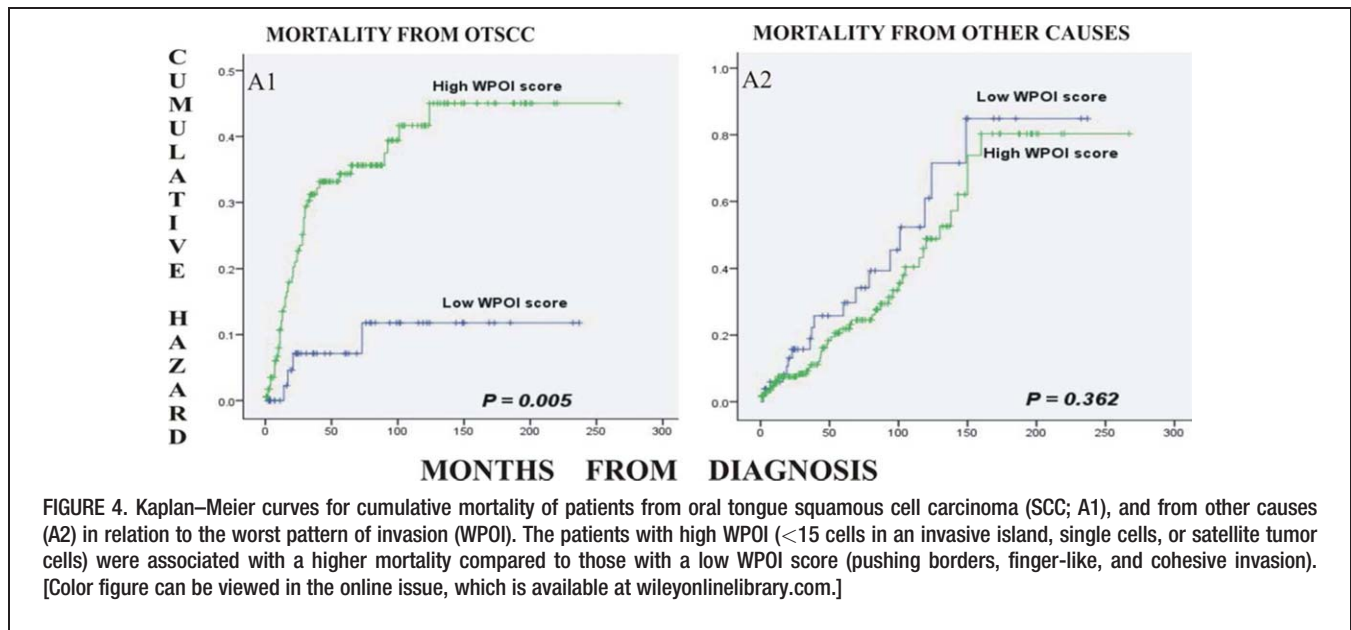 MORTALITY FROM OTSCC
CUMULATIVE HAZARD
A1
High WPOI score
Low WPOI score
P = 0.005
0.5
0.4
0.3
0.2
0.1
0.0
0 50 100 150 200 250 300
MORTALITY FROM OTHER CAUSES
A2
Low WPOI score
High WPOI score
P = 0.362
1.0
0.8
0.6
0.4
0.2
0.0
0 50 100 150 200 250 300
MONTHS FROM DIAGNOSIS
FIGURE 4. Kaplan–Meier curves for cumulative mortality of patients from oral tongue squamous cell carcinoma (SCC; A1), and from other causes
(A2) in relation to the worst pattern of invasion (WPOI). The patients with high WPOI (<15 cells in an invasive island, single cells, or satellite tumor
cells) were associated with a higher mortality compared to those with a low WPOI score (pushing borders, finger-like, and cohesive invasion).
[Color figure can be viewed in the online issue, which is available at wileyonlinelibrary.com.]